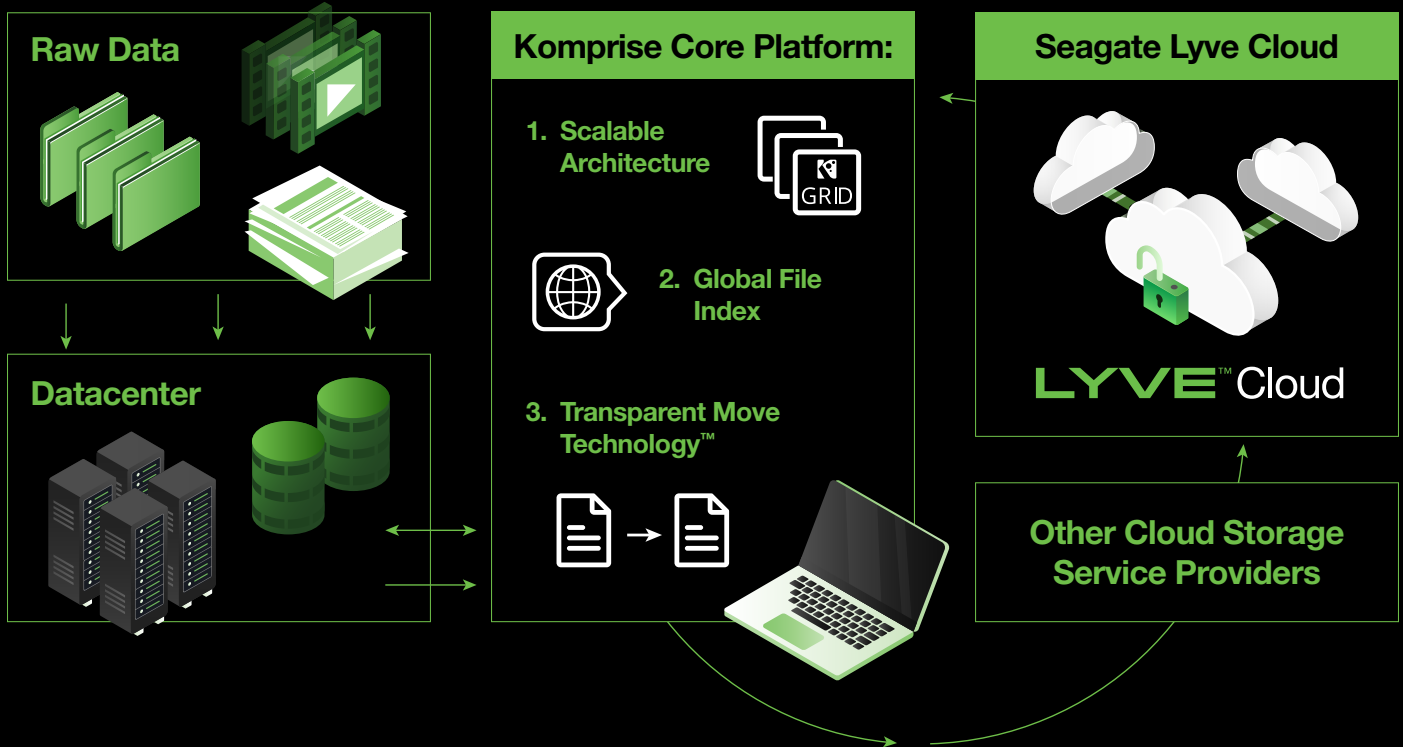 Raw Data
Datacenter
Komprise Core Platform:
1. Scalable
Architecture
GRID
2. Global File
Index
3. Transparent Move
Technology™
Seagate Lyve Cloud
LYVE™ Cloud
Other Cloud Storage
Service Providers